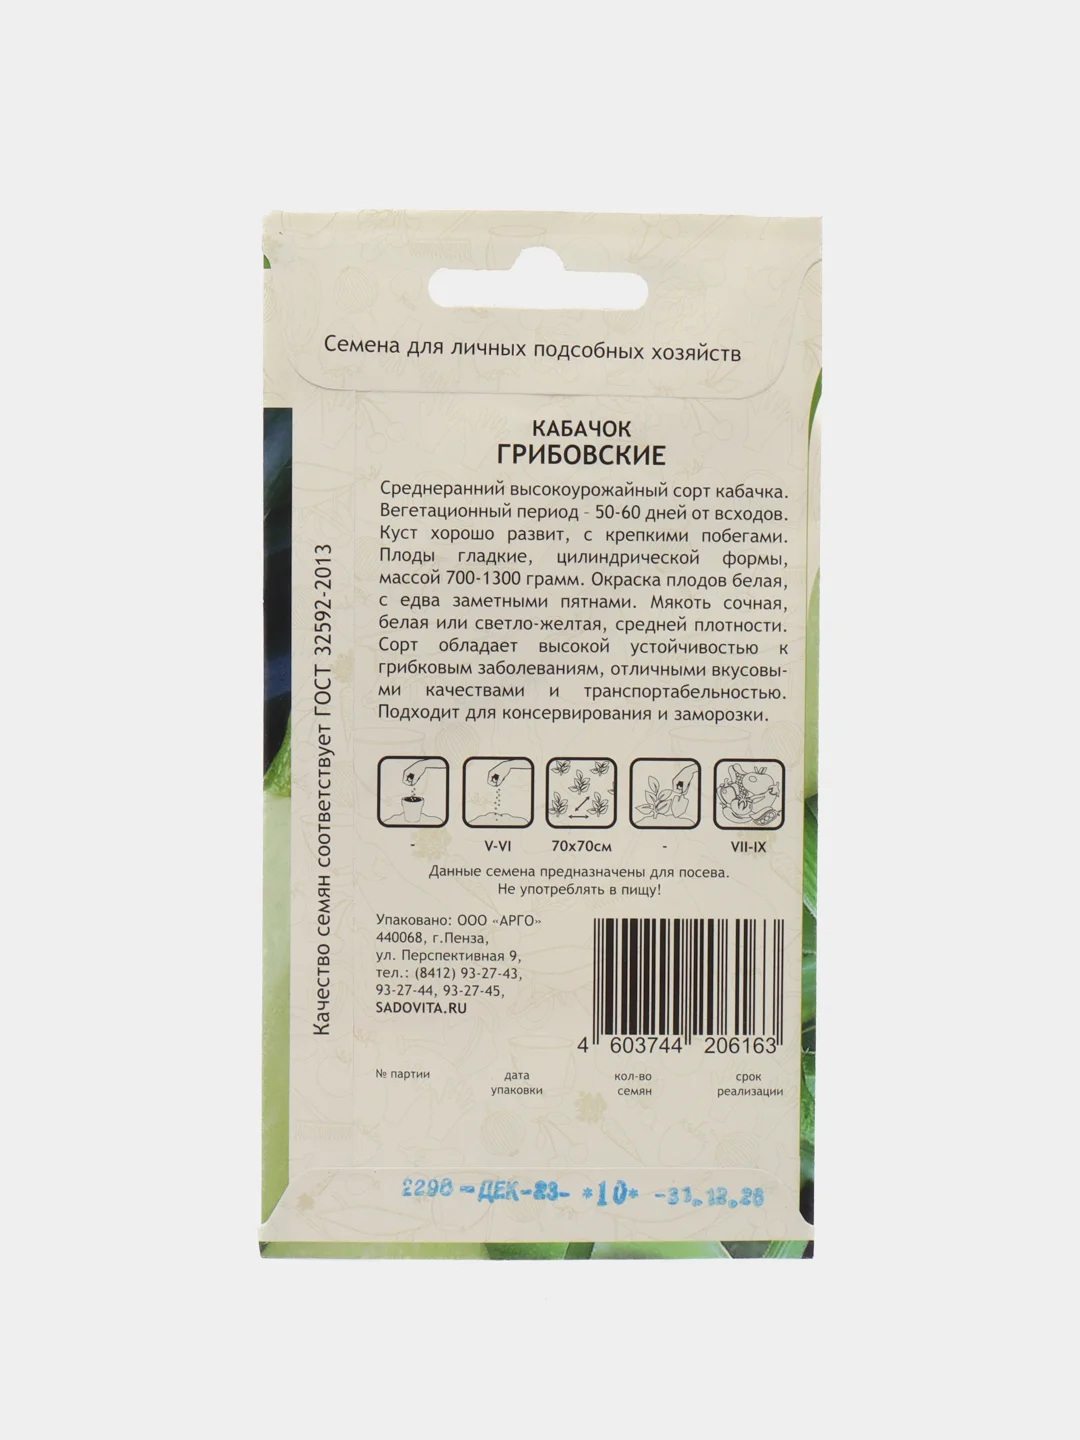 Семена для личных подсобных хозяйств
КАБАЧОК
ГРИБОВСКИЕ
Среднеранний высокоурожайный сорт кабачка.
Вегетационный период - 50-60 дней от всходов.
Куст хорошо развит, с крепкими побегами.
Плоды гладкие, цилиндрической формы,
массой 700-1300 грамм. Окраска плодов белая,
с едва заметными пятнами. Мякоть сочная,
белая или светло-желтая, средней плотности.
Сорт обладает высокой устойчивостью к
грибковым заболеваниям, отличными вкусовы-
ми качествами и транспортабельностью.
Подходит для консервирования и заморозки.
Качество семян соответствует ГОСТ 32592-2013
- V-VI 70х70см - VII-IX
Данные семена предназначены для посева.
Не употреблять в пищу!
Упаковано: ООО «АРГО»
440068, г.Пенза,
ул. Перспективная 9,
тел.: (8412) 93-27-43,
93-27-44, 93-27-45,
SADOVITA.RU
4 603744 206163
№ партии дата кол-во срок
упаковки семян реализации
2296 -ДЕК-23- *10* -31.12.26